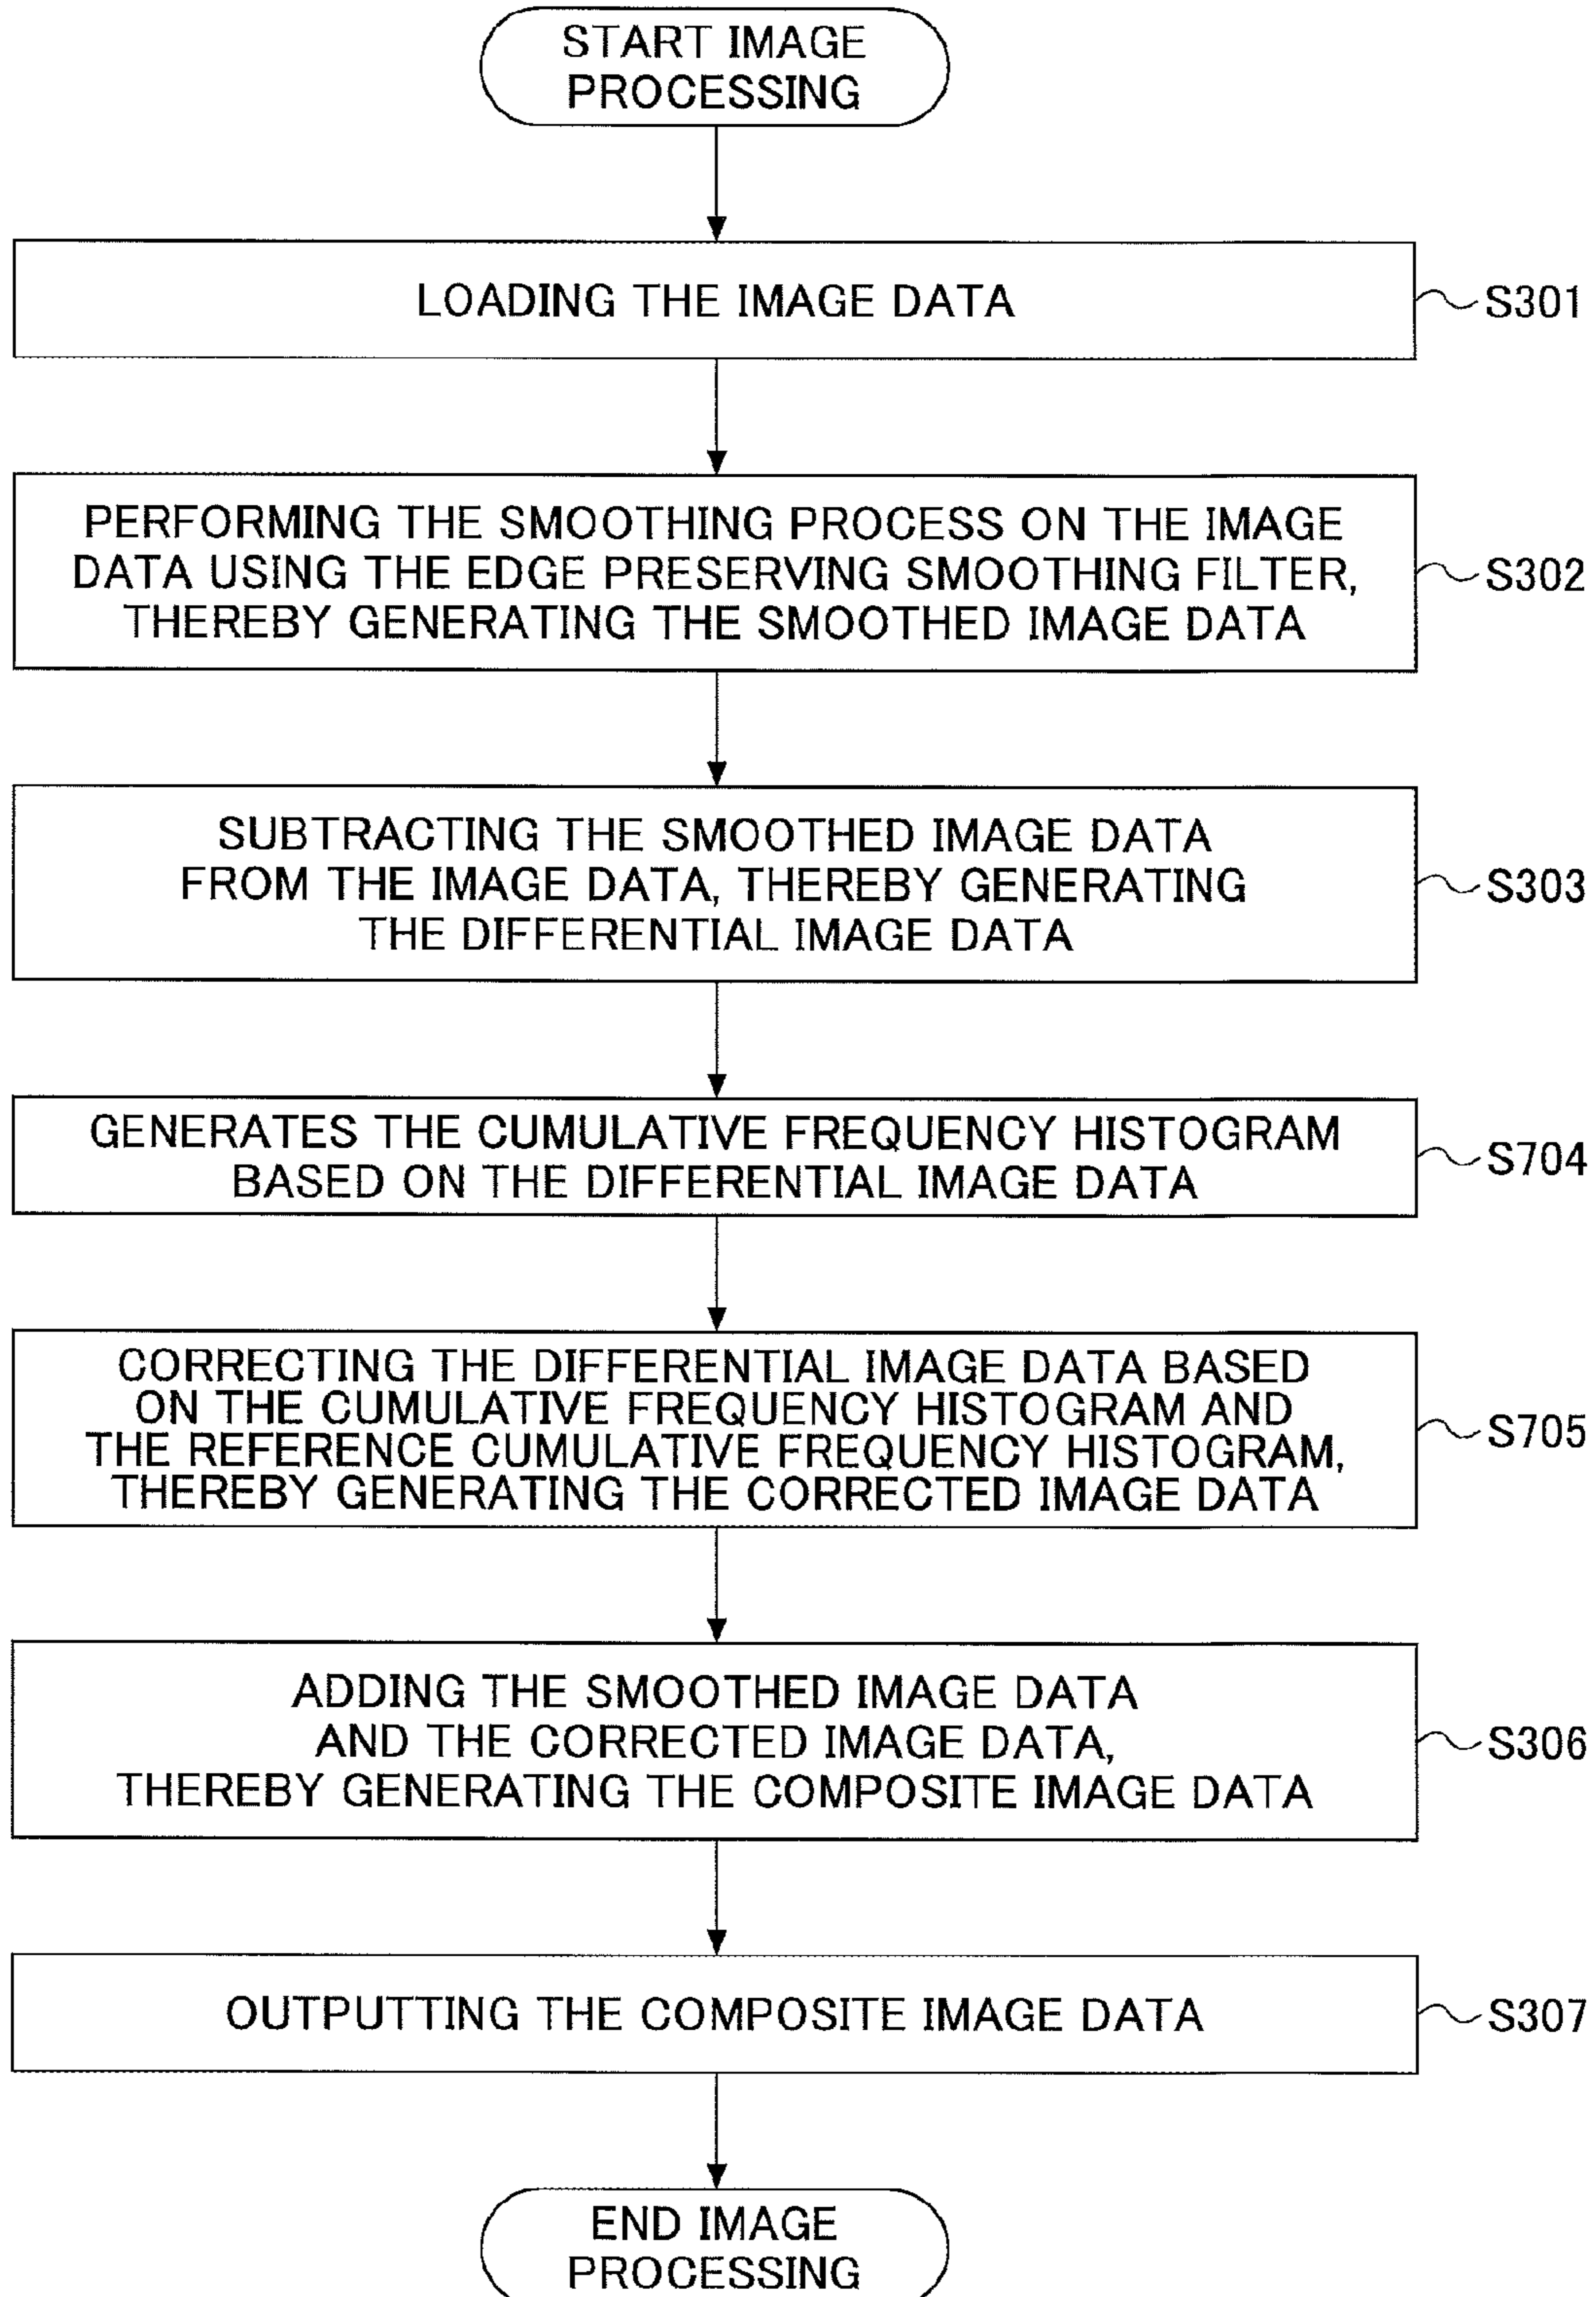 START IMAGE
PROCESSING
LOADING THE IMAGE DATA
S301
PERFORMING THE SMOOTHING PROCESS ON THE IMAGE
DATA USING THE EDGE PRESERVING SMOOTHING FILTER,
THEREBY GENERATING THE SMOOTHED IMAGE DATA
S302
SUBTRACTING THE SMOOTHED IMAGE DATA
FROM THE IMAGE DATA, THEREBY GENERATING
THE DIFFERENTIAL IMAGE DATA
S303
GENERATES THE CUMULATIVE FREQUENCY HISTOGRAM
BASED ON THE DIFFERENTIAL IMAGE DATA
S704
CORRECTING THE DIFFERENTIAL IMAGE DATA BASED
ON THE CUMULATIVE FREQUENCY HISTOGRAM AND
THE REFERENCE CUMULATIVE FREQUENCY HISTOGRAM,
THEREBY GENERATING THE CORRECTED IMAGE DATA
S705
ADDING THE SMOOTHED IMAGE DATA
AND THE CORRECTED IMAGE DATA,
THEREBY GENERATING THE COMPOSITE IMAGE DATA
S306
OUTPUTTING THE COMPOSITE IMAGE DATA
S307
END IMAGE
PROCESSING